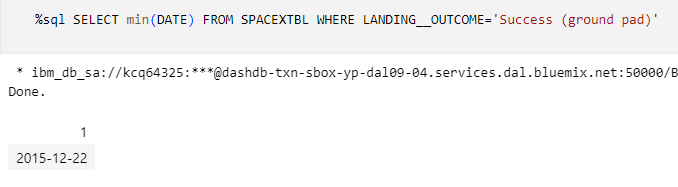 %sql SELECT min(DATE) FROM SPACEXTBL WHERE LANDING__OUTCOME='Success (ground pad)'
* ibm_db_sa://kcq64325:***@dashdb-txn-sbox-yp-dal09-04.services.dal.bluemix.net:50000/B
Done.
1
2015-12-22